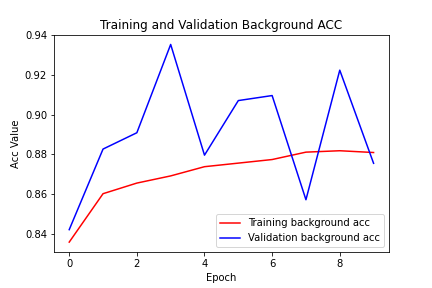 Training and Validation Background ACC
Acc Value
0.94
0.92
0.90
0.88
0.86
0.84
Training background acc
Validation background acc
0 2 4 6 8
Epoch